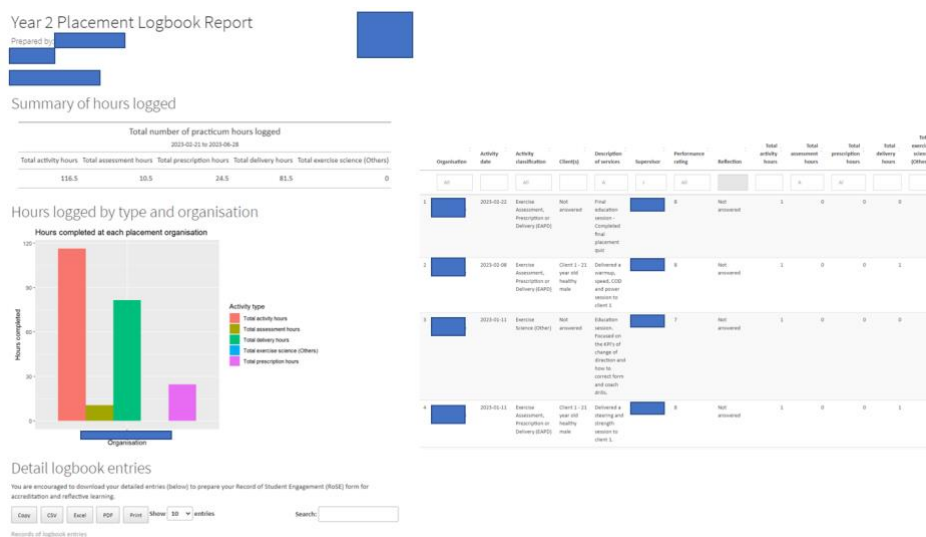 Year 2 Placement Logbook Report
Prepared by:
Summary of hours logged
Total number of practicum hours logged
2023-02-21 to 2023-06-28
Total activity hours Total assessment hours Total prescription hours Total delivery hours Total exercise science (Others)
116.5 10.5 24.5 81.5 0
Hours logged by type and organisation
Hours completed at each placement organisation
120
90
60
30
0
Hours completed
Organisation
Activity type
Total activity hours
Total assessment hours
Total delivery hours
Total exercise science (Others)
Total prescription hours
Detail logbook entries
You are encouraged to download your detailed entries (below) to prepare your Record of Student Engagement (RoSE) form for
accreditation and reflective learning.
Copy CSV Excel PDF Print Show 10 entries Search:
Records of logbook entries
Organisation
Activity
date
Activity
classification
Client(s)
Description
of services
Supervisor
Performance
rating
Reflection
Total
activity
hours
Total
assessment
hours
Total
prescription
hours
Total
delivery
hours
exercise
science
All All All
1
2023-02-22
Exercise
Assessment,
Prescription or
Delivery (EAPD)
Not
answered
Final
education
session -
Completed
final
placement
quiz
8
Not
answered
1 0 0 0
2
2023-02-08
Exercise
Assessment,
Prescription or
Delivery (EAPD)
Client 1 - 21
year old
healthy
male
Delivered a
warmup,
speed, COD
and power
session to
client 1
8
Not
answered
1 0 0 1
3
2023-01-11
Exercise
Science (Other)
Not
answered
Education
session.
Focused on
the KPI's of
change of
direction and
how to
correct form
and coach
drills.
7
Not
answered
1 0 0 0
4
2023-01-11
Exercise
Assessment,
Prescription or
Delivery (EAPD)
Client 1 - 21
year old
healthy
male
Delivered a
and
strength
session to
client 1.
8
Not
answered
1 0 0 1